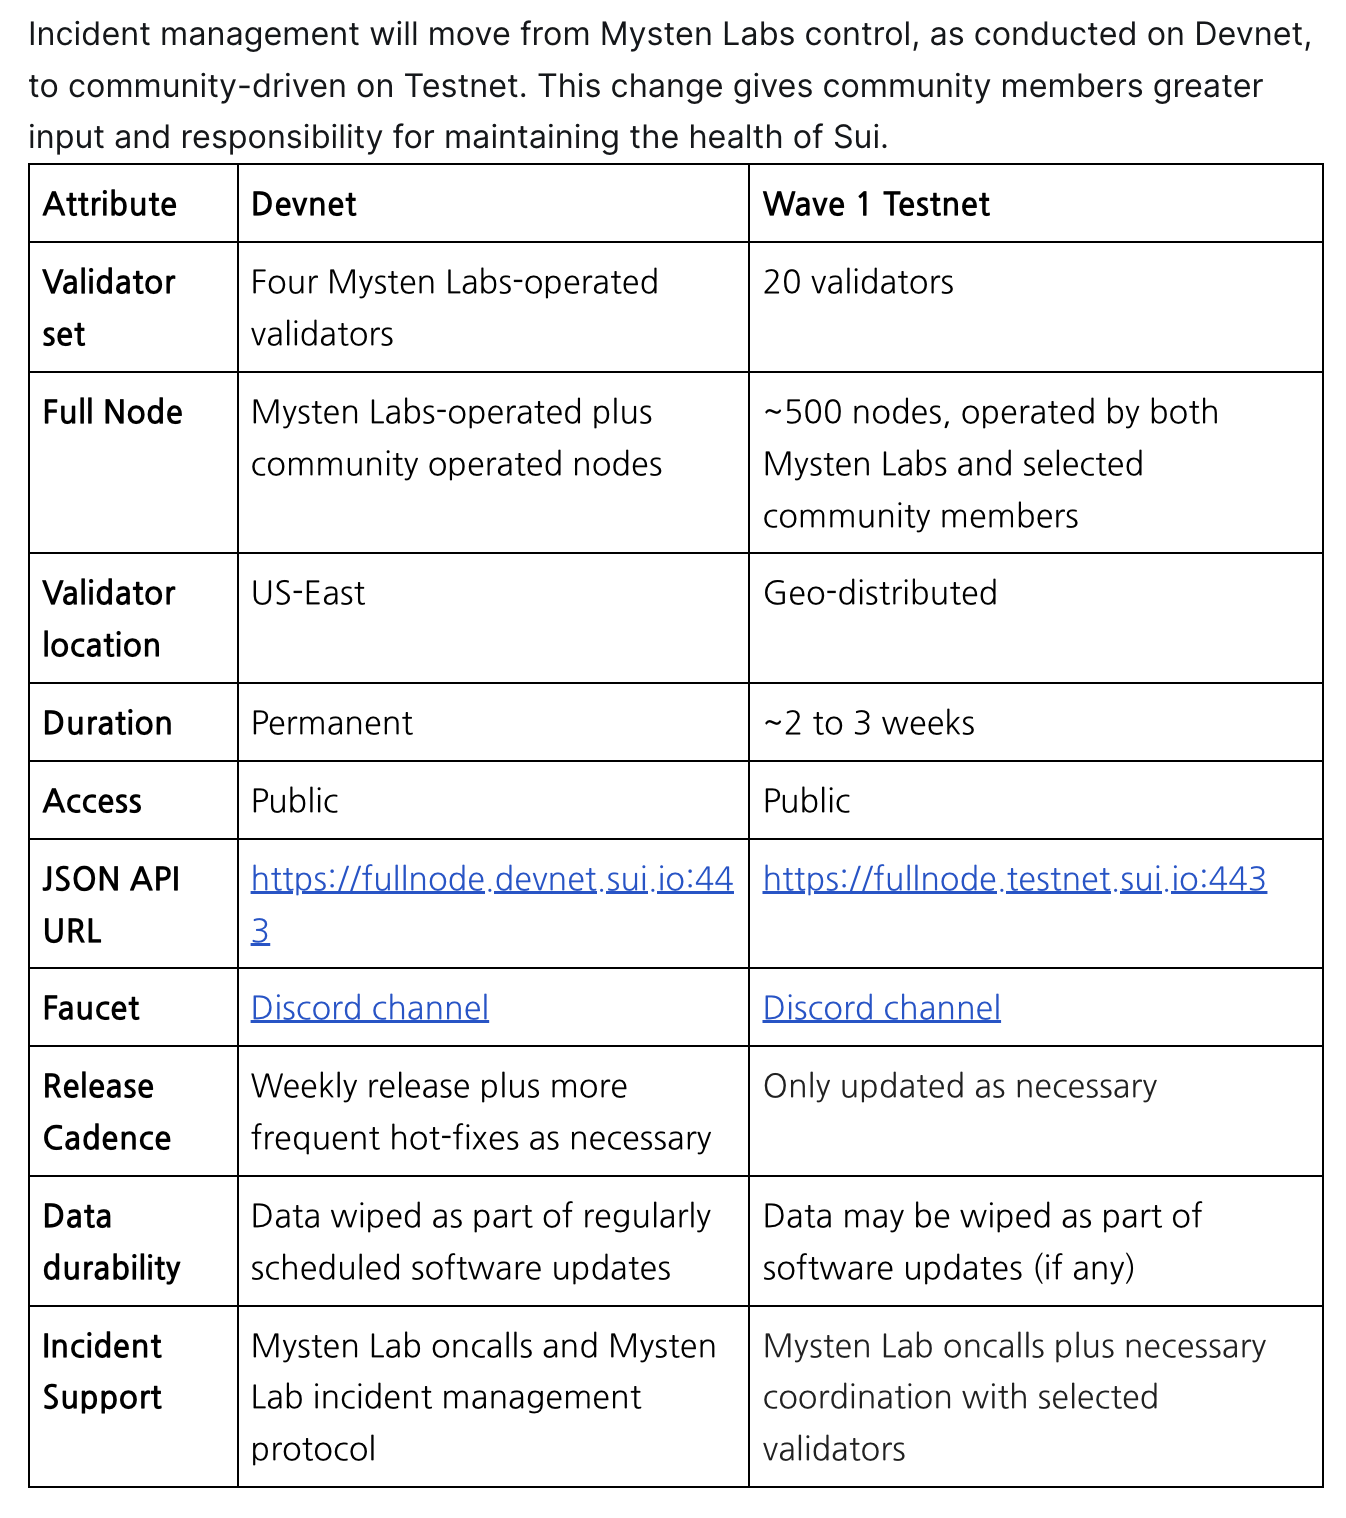 Incident management will move from Mysten Labs control, as conducted on Devnet,
to community-driven on Testnet. This change gives community members greater
input and responsibility for maintaining the health of Sui.
Attribute
Devnet
Wave 1 Testnet
Validator
set
Four Mysten Labs-operated
validators
20 validators
Full Node
Mysten Labs-operated plus
community operated nodes
~500 nodes, operated by both
Mysten Labs and selected
community members
Validator
location
US-East
Geo-distributed
Duration
Permanent
~2 to 3 weeks
Access
Public
Public
JSON API
URL
https://fullnode.devnet.sui.io:44
3
https://fullnode.testnet.sui.io:443
Faucet
Discord channel
Discord channel
Release
Cadence
Weekly release plus more
frequent hot-fixes as necessary
Only updated as necessary
Data
durability
Data wiped as part of regularly
scheduled software updates
Data may be wiped as part of
software updates (if any)
Incident
Support
Mysten Lab oncalls and Mysten
Lab incident management
protocol
Mysten Lab oncalls plus necessary
coordination with selected
validators